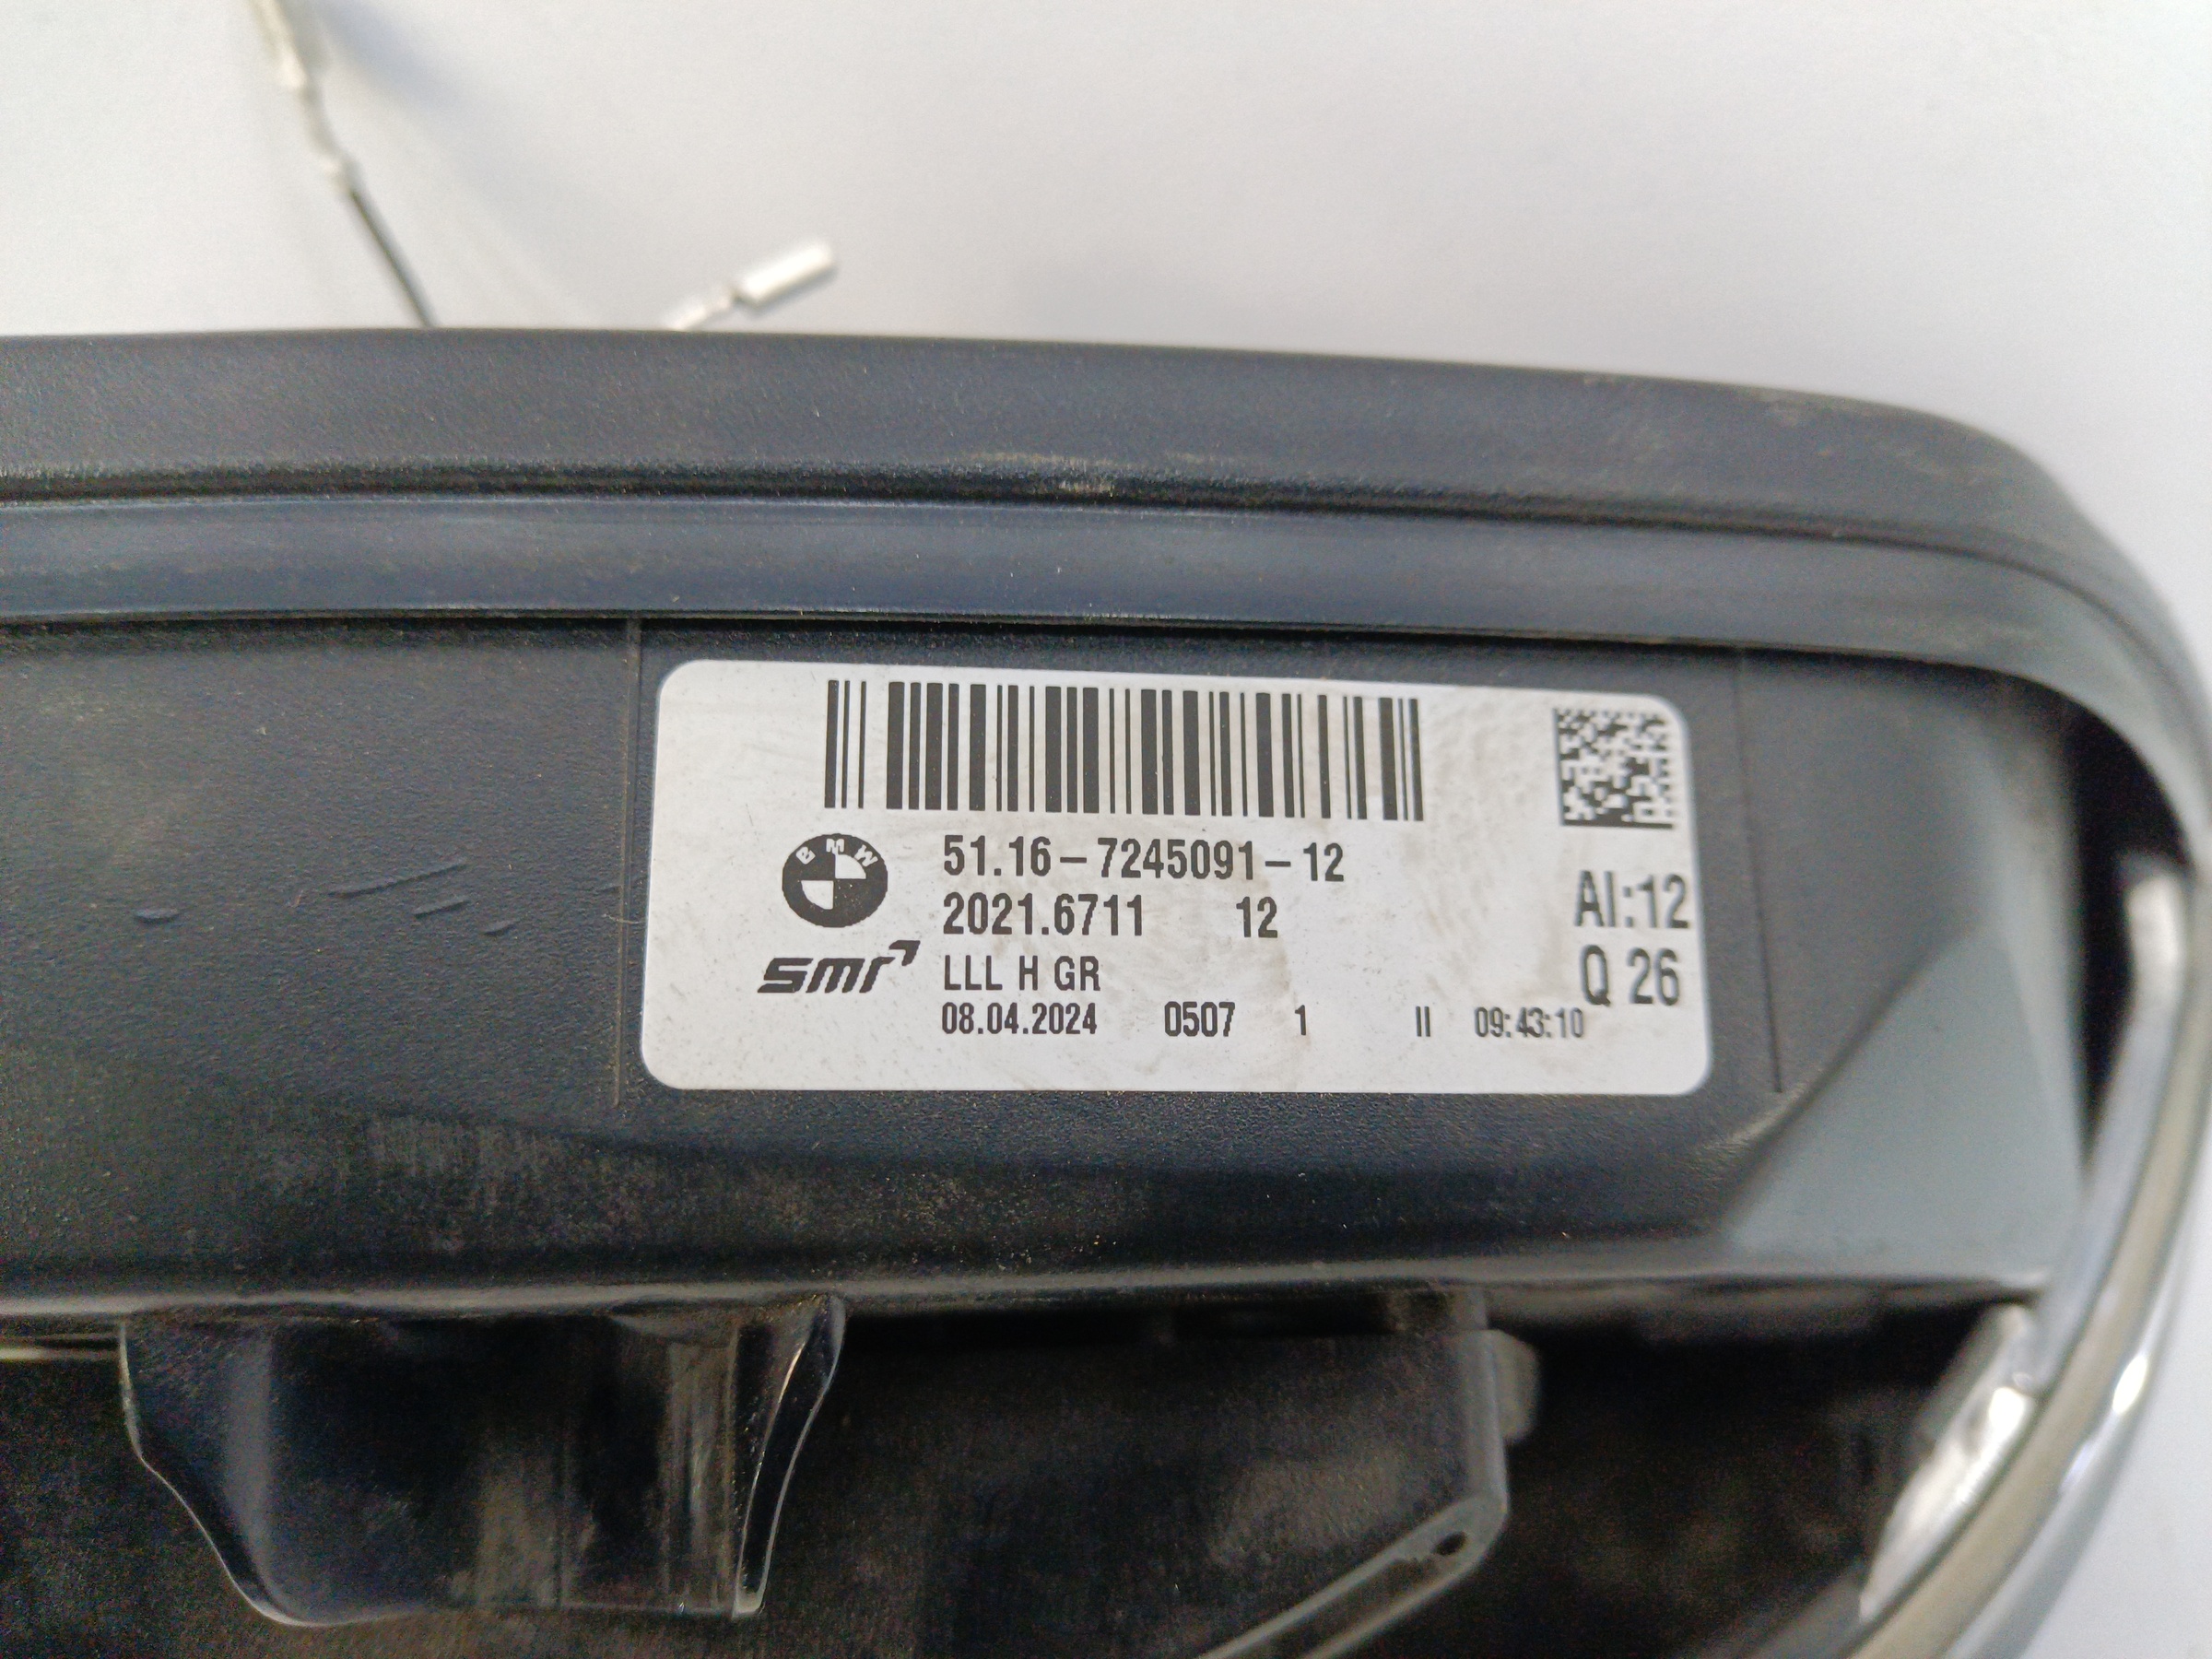 BMW
51.16-7245091-12
2021.6711 12
AI:12
smr
LLL H GR
Q 26
08.04.2024 0507 1 II 09:43:10